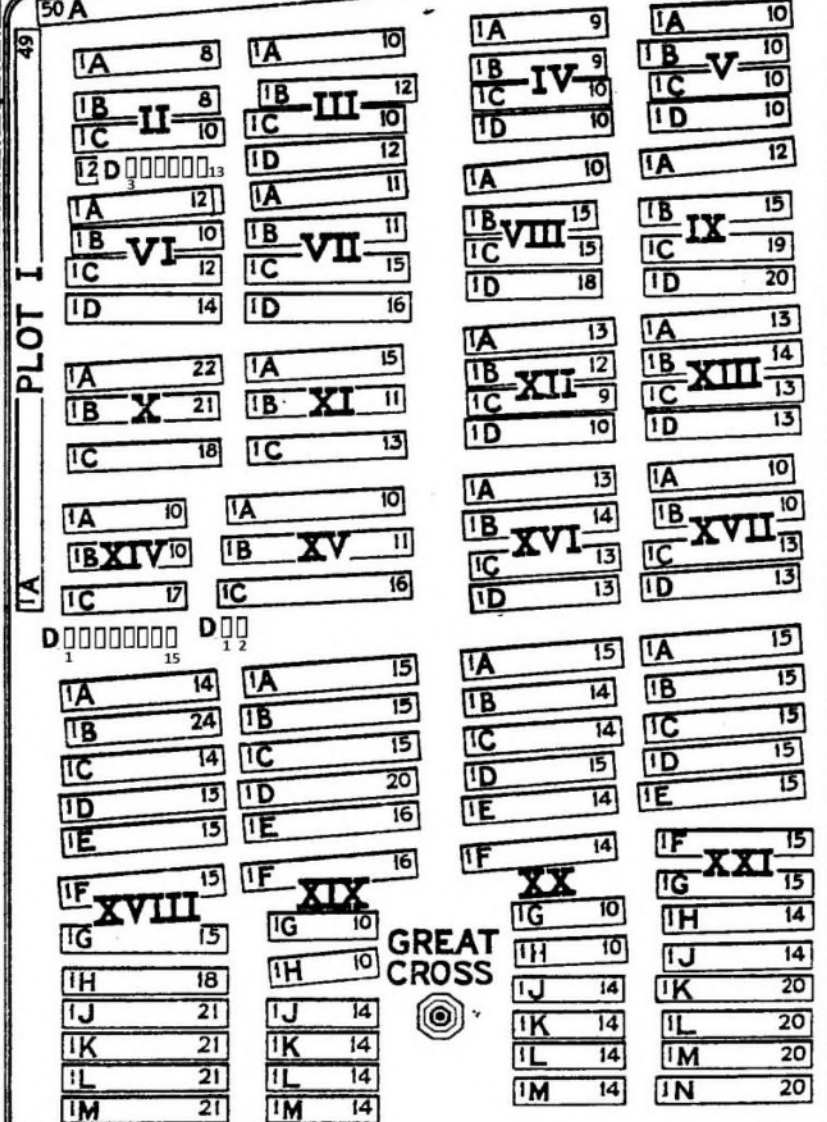 50 A
49
PLOT I
1A
1A 8
1B 8
II
1C 10
12 D 3 13
1A 10
1B 12
III
1C 10
1D 12
1A 9
1B 9
IV
1C 10
1D 10
1A 10
1B 10
V
1C 10
1D 10
1A 12
1B 10
VI
1C 12
1D 14
1A 11
1B 11
VII
1C 15
1D 16
1A 10
1B 15
VIII
1C 15
1D 18
1A 12
1B 15
IX
1C 19
1D 20
1A 22
1B X 21
1C 18
1A 15
1B XI 11
1C 13
1A 13
1B 12
XII
1C 9
1D 10
1A 13
1B 14
XIII
1C 13
1D 13
1A 10
1B XIV 10
1C 17
D 1 15
1A 10
1B XV 11
1C 16
D 1 2
1A 13
1B 14
XVI
1C 13
1D 13
1A 10
1B 10
XVII
1C 13
1D 13
1A 14
1B 24
1C 14
1D 15
1E 15
1F 15
XVIII
1G 15
1H 18
1J 21
1K 21
1L 21
1M 21
1A 15
1B 15
1C 15
1D 20
1E 16
1F 16
XIX
1G 10
1H 10
1J 14
1K 14
1L 14
1M 14
GREAT
CROSS
1A 15
1B 14
1C 14
1D 15
1E 14
1F 14
XX
1G 10
1H 10
1J 14
1K 14
1L 14
1M 14
1A 15
1B 15
1C 15
1D 15
1E 15
1F 15
XXI
1G 15
1H 14
1J 14
1K 20
1L 20
1M 20
1N 20